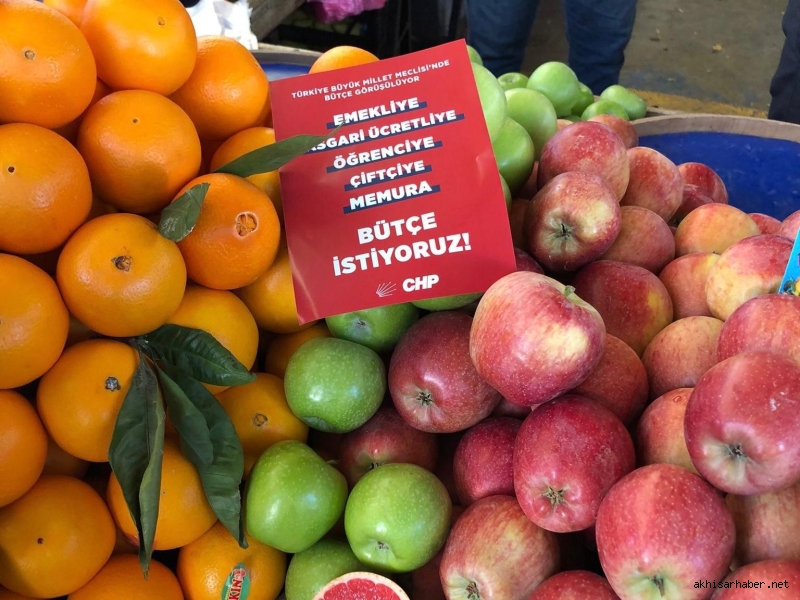 TÜRKİYE BÜYÜK MİLLET MECLİSİ'NDE
BÜTÇE GÖRÜŞÜLÜYOR
EMEKLİYE
ASGARİ ÜCRETLİYE
ÖĞRENCİYE
ÇİFTÇİYE
MEMURA
BÜTÇE
İSTİYORUZ!
CHP
akhisarhaber.net